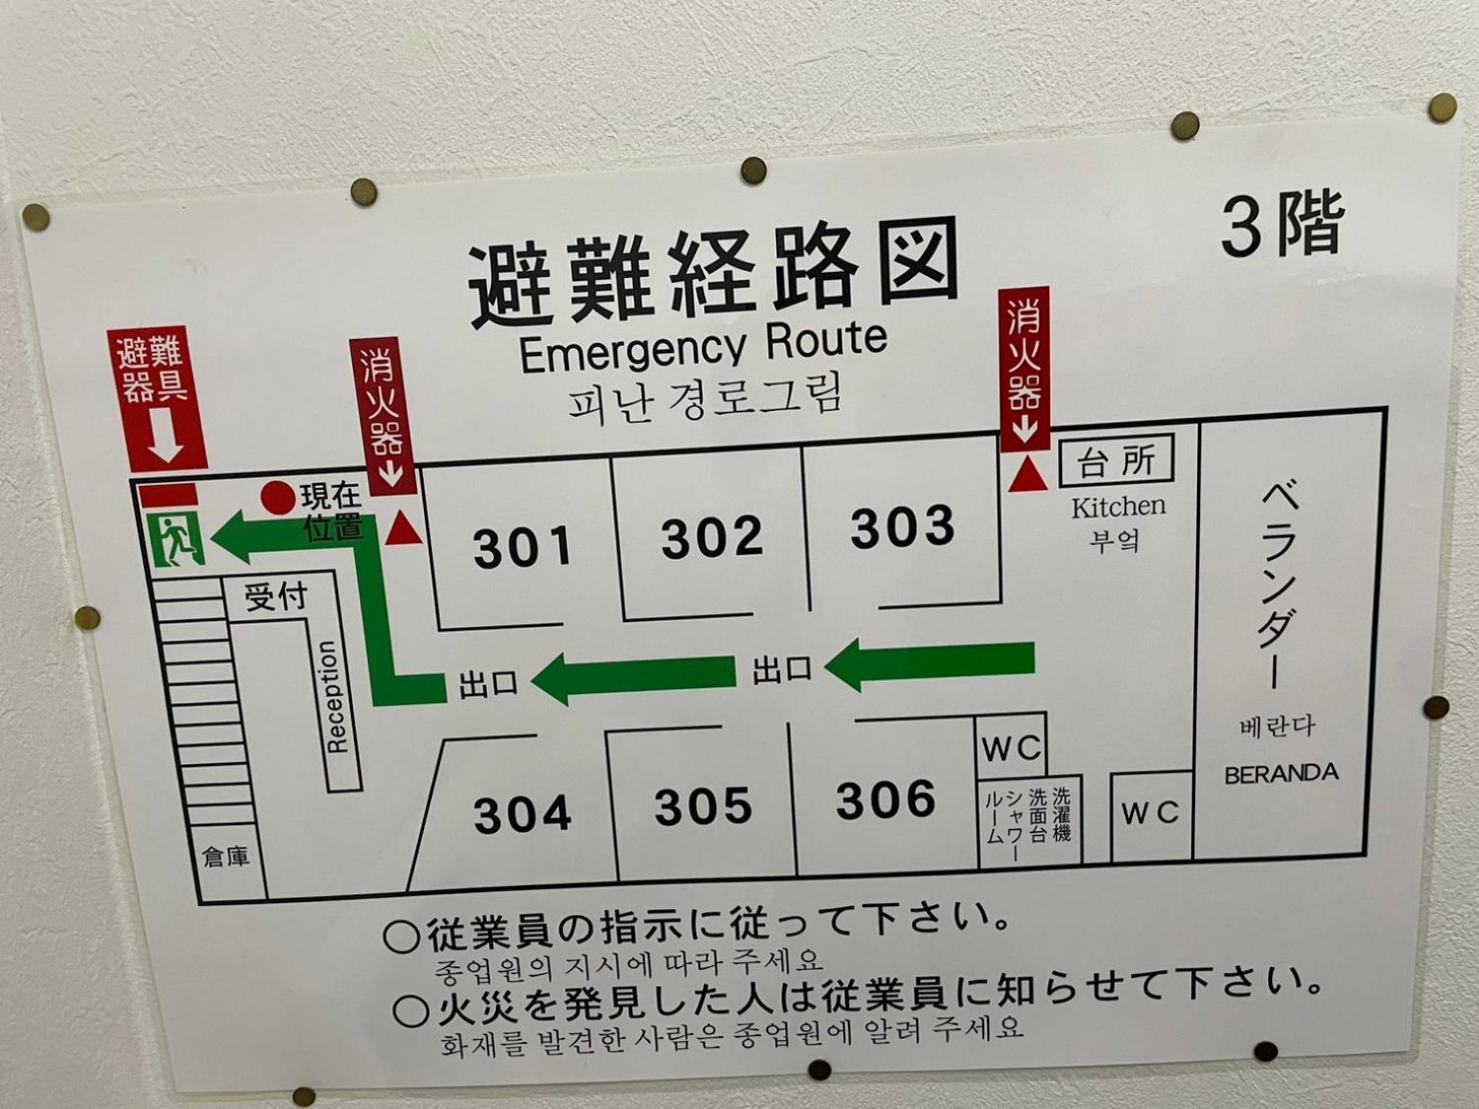 3階
避難経路図
Emergency Route
피난 경로그림
避難
器具
消火器
消火器
現在
位置
301
302
303
台所
Kitchen
부엌
ベランダー
베란다
BERANDA
受付
Reception
出口
出口
304
305
306
WC
洗濯機
洗面台
シャワー
ルーム
WC
倉庫
○従業員の指示に従って下さい。
종업원의 지시에 따라 주세요
○火災を発見した人は従業員に知らせて下さい。
화재를 발견한 사람은 종업원에 알려 주세요